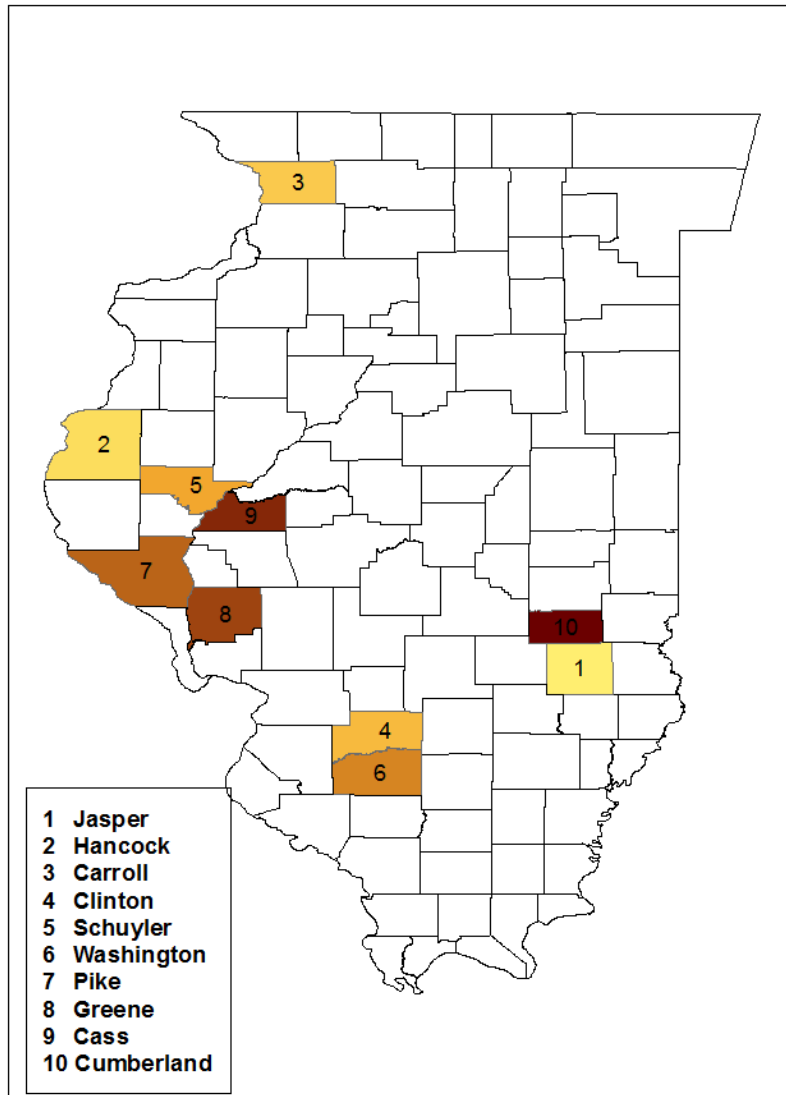 3
2
5
9
7
8
10
1
4
6
1 Jasper
2 Hancock
3 Carroll
4 Clinton
5 Schuyler
6 Washington
7 Pike
8 Greene
9 Cass
10 Cumberland